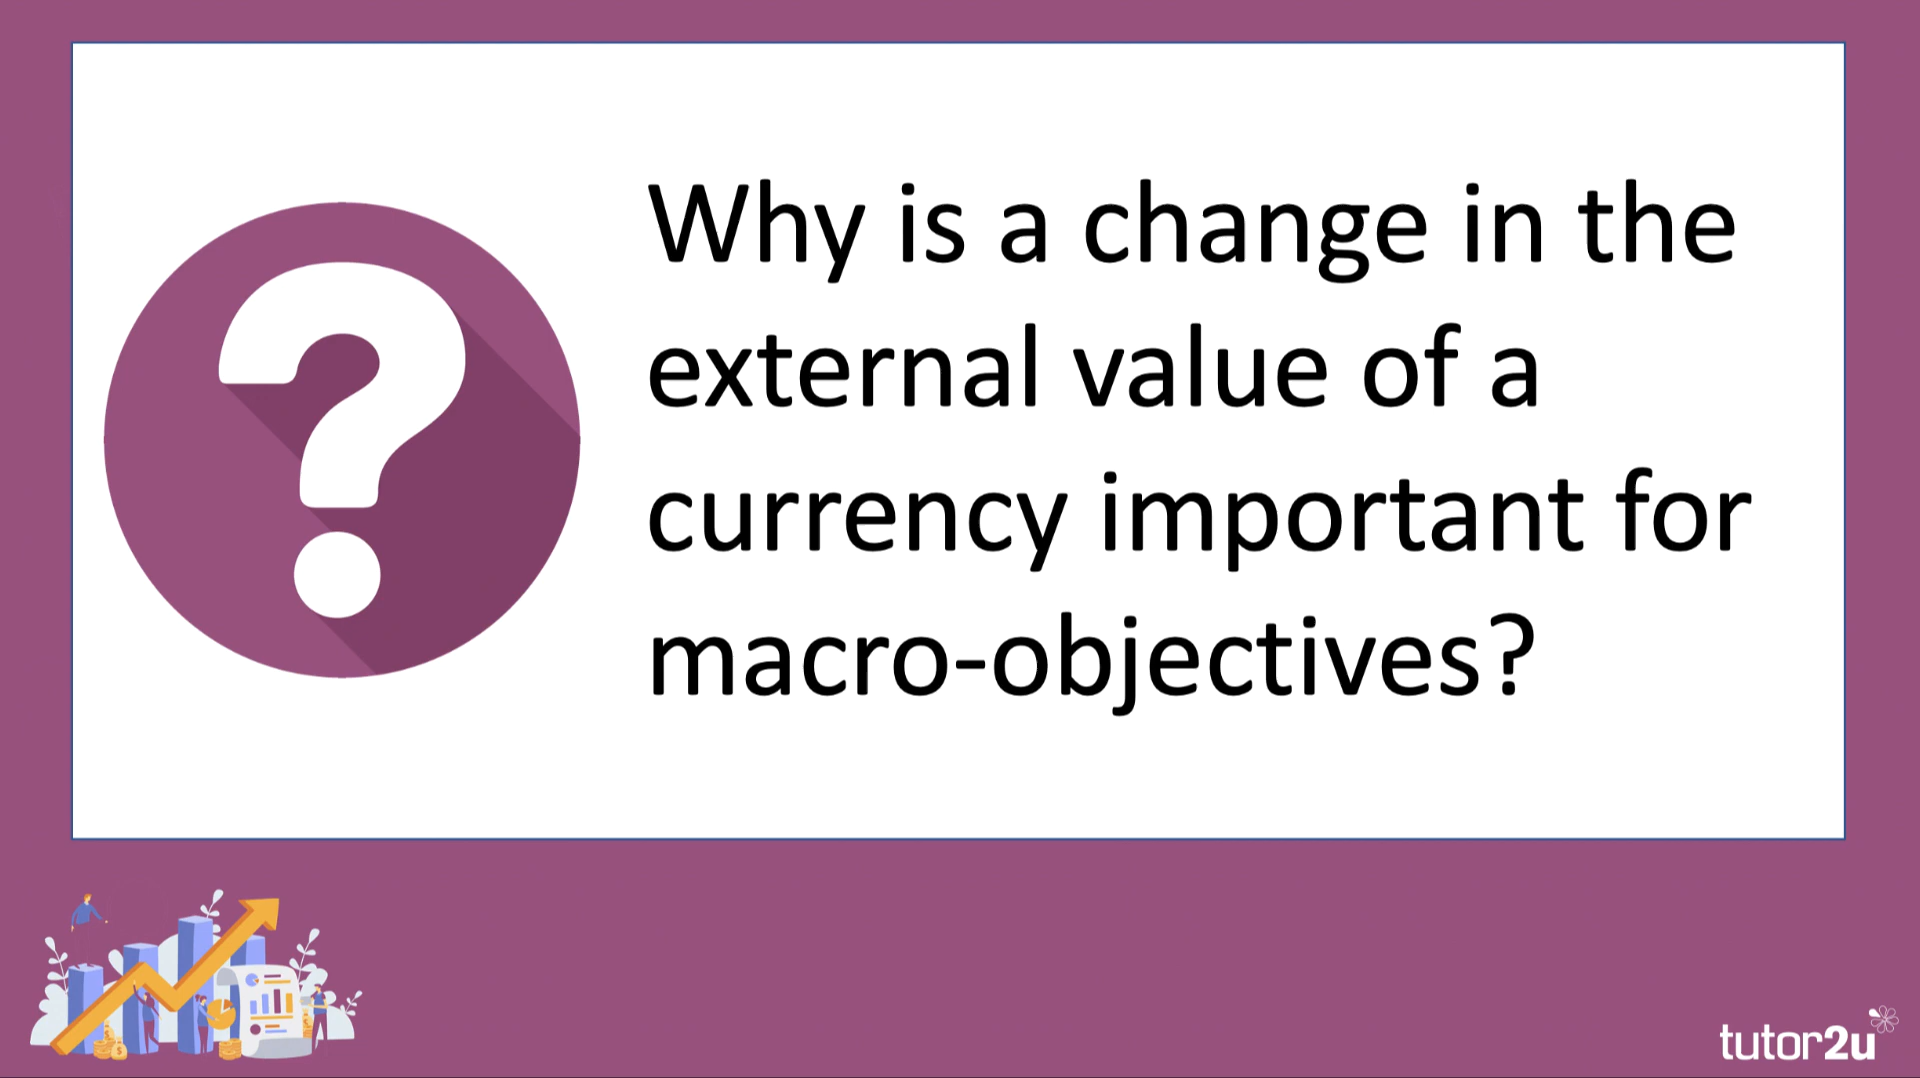 Why is a change in the
external value of a
currency important for
macro-objectives?
tutor2u